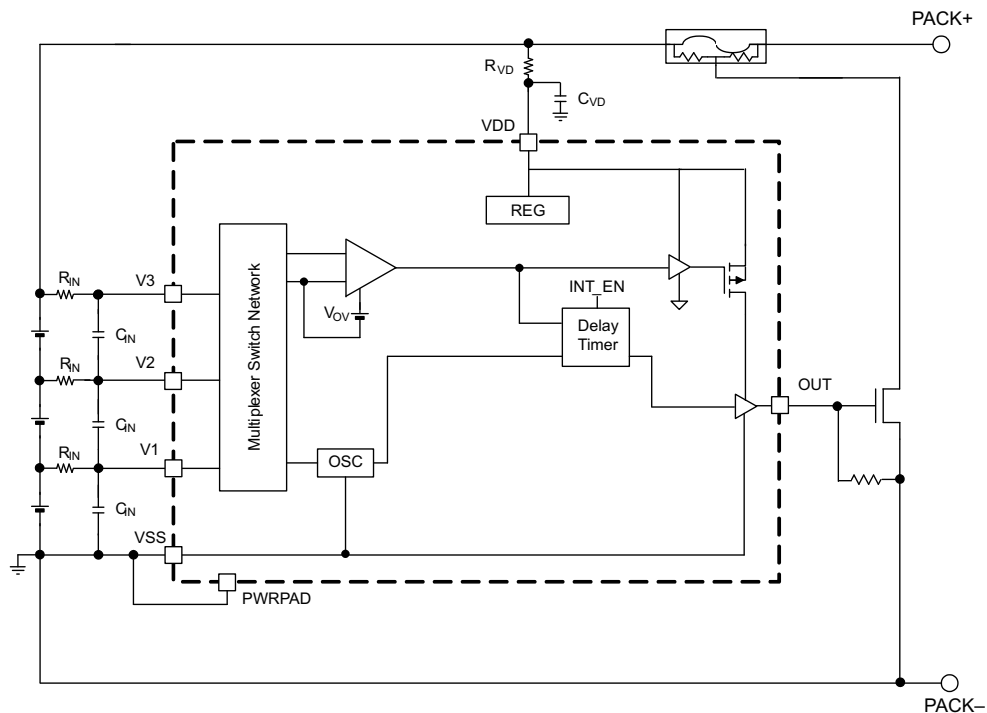 PACK+
RVD
CVD
VDD
REG
RIN
V3
INT_EN
VOV
Delay
Timer
CIN
RIN
V2
Multiplexer Switch Network
OUT
CIN
RIN
V1
OSC
CIN
VSS
PWRPAD
PACK–